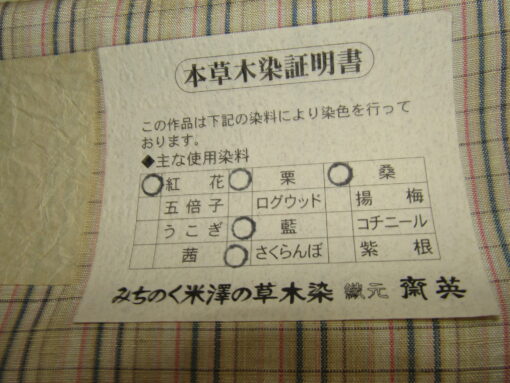 本草木染証明書
この作品は下記の染料により染色を行って
おります。
◆主な使用染料
○ 紅花 ○ 栗 ○ 桑
五倍子 ログウッド 揚梅
うこぎ ○ 藍 コチニール
茜 ○ さくらんぼ 紫根
みちのく米澤の草木染 織元 齋英